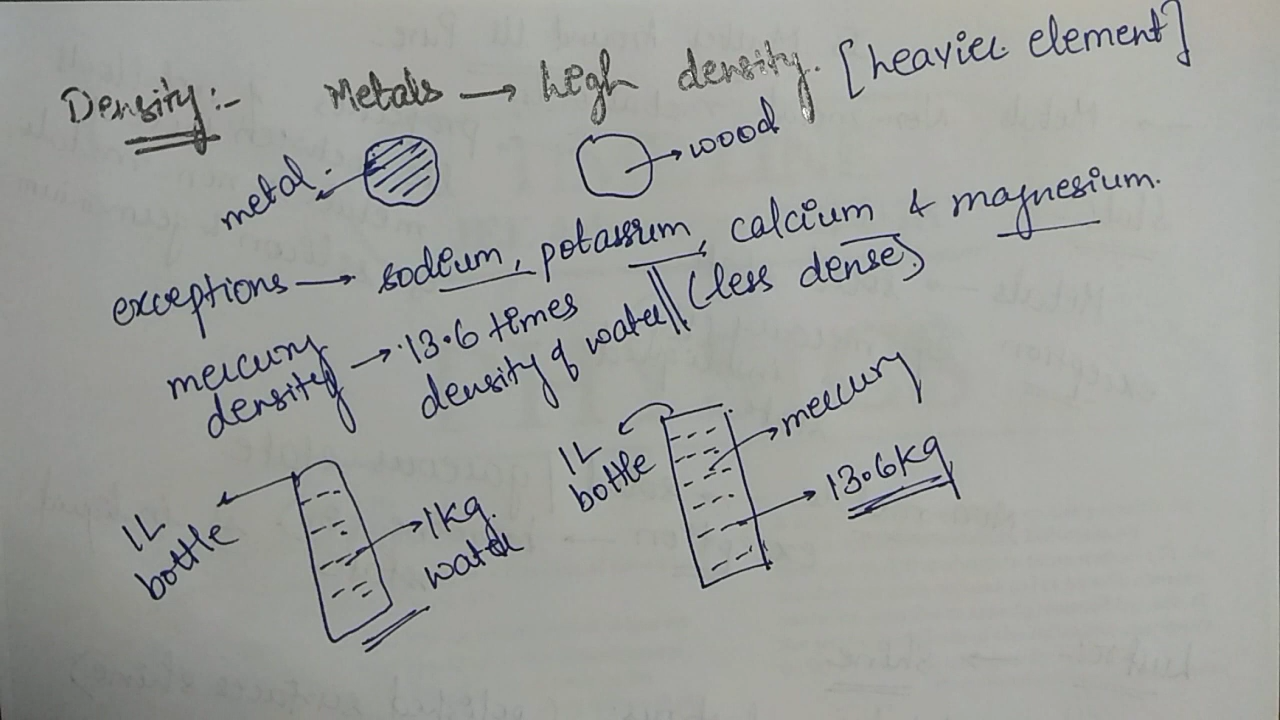 Density:- Metals → high density. [heavier element]
metal.
wood
exceptions → sodium, potassium, calcium & magnesium.
(less dense)
mercury density → 13.6 times density of water
1L bottle
1kg. water
1L bottle
mercury
13.6kg